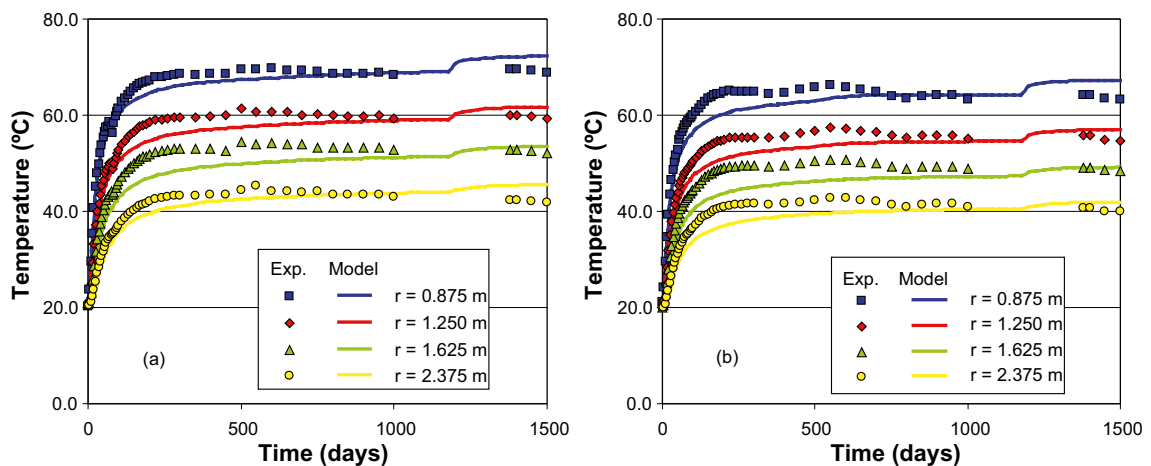 80.0
60.0
40.0
20.0
0.0
Temperature (ºC)
0
500
1000
1500
Time (days)
(a)
Exp. Model
r = 0.875 m
r = 1.250 m
r = 1.625 m
r = 2.375 m
80.0
60.0
40.0
20.0
0.0
Temperature (ºC)
0
500
1000
1500
Time (days)
(b)
Exp. Model
r = 0.875 m
r = 1.250 m
r = 1.625 m
r = 2.375 m